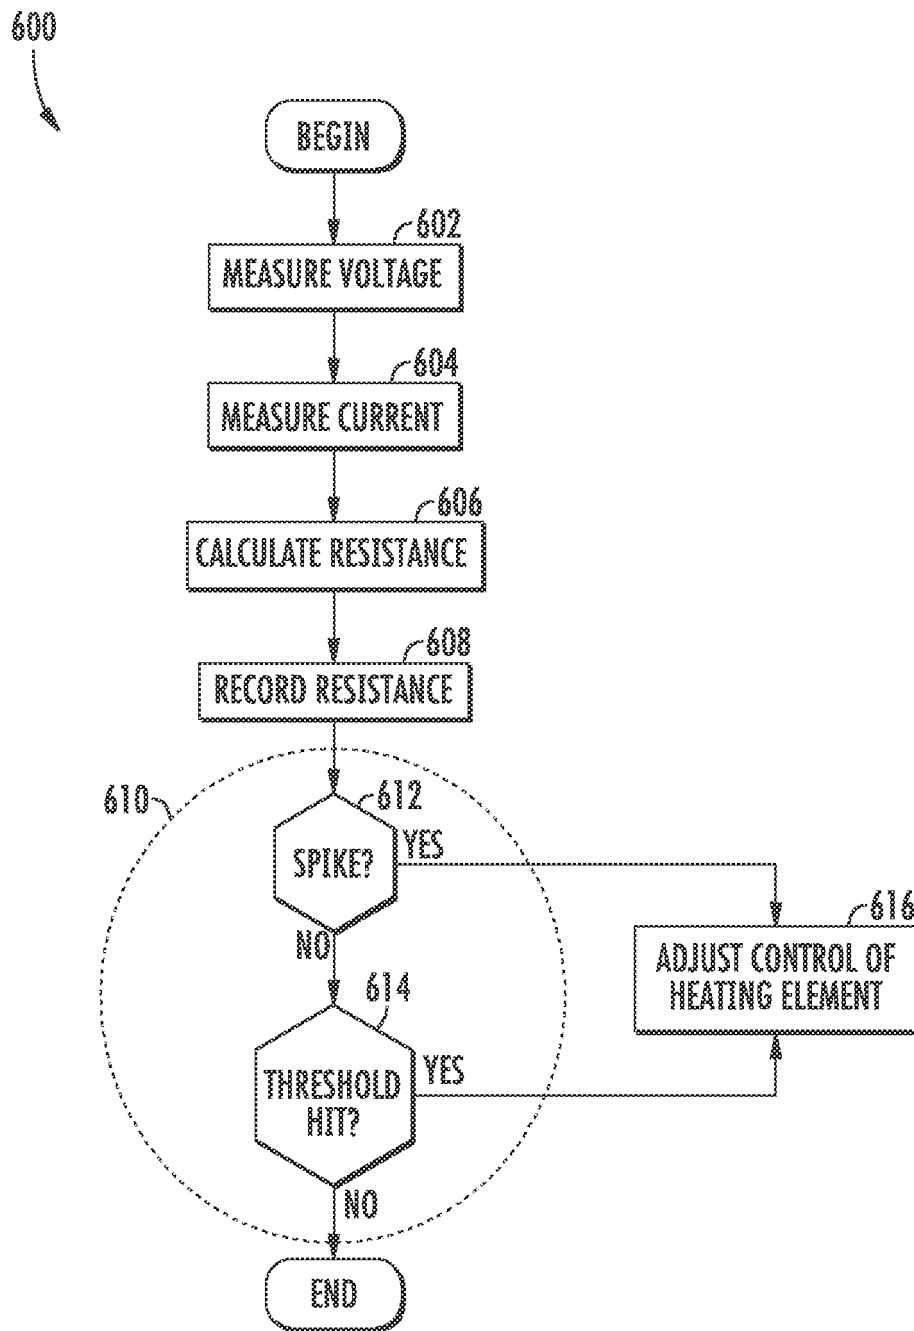 600
BEGIN
602
MEASURE VOLTAGE
604
MEASURE CURRENT
606
CALCULATE RESISTANCE
608
RECORD RESISTANCE
610
612
SPIKE?
YES
NO
616
ADJUST CONTROL OF
HEATING ELEMENT
614
THRESHOLD
HIT?
YES
NO
END